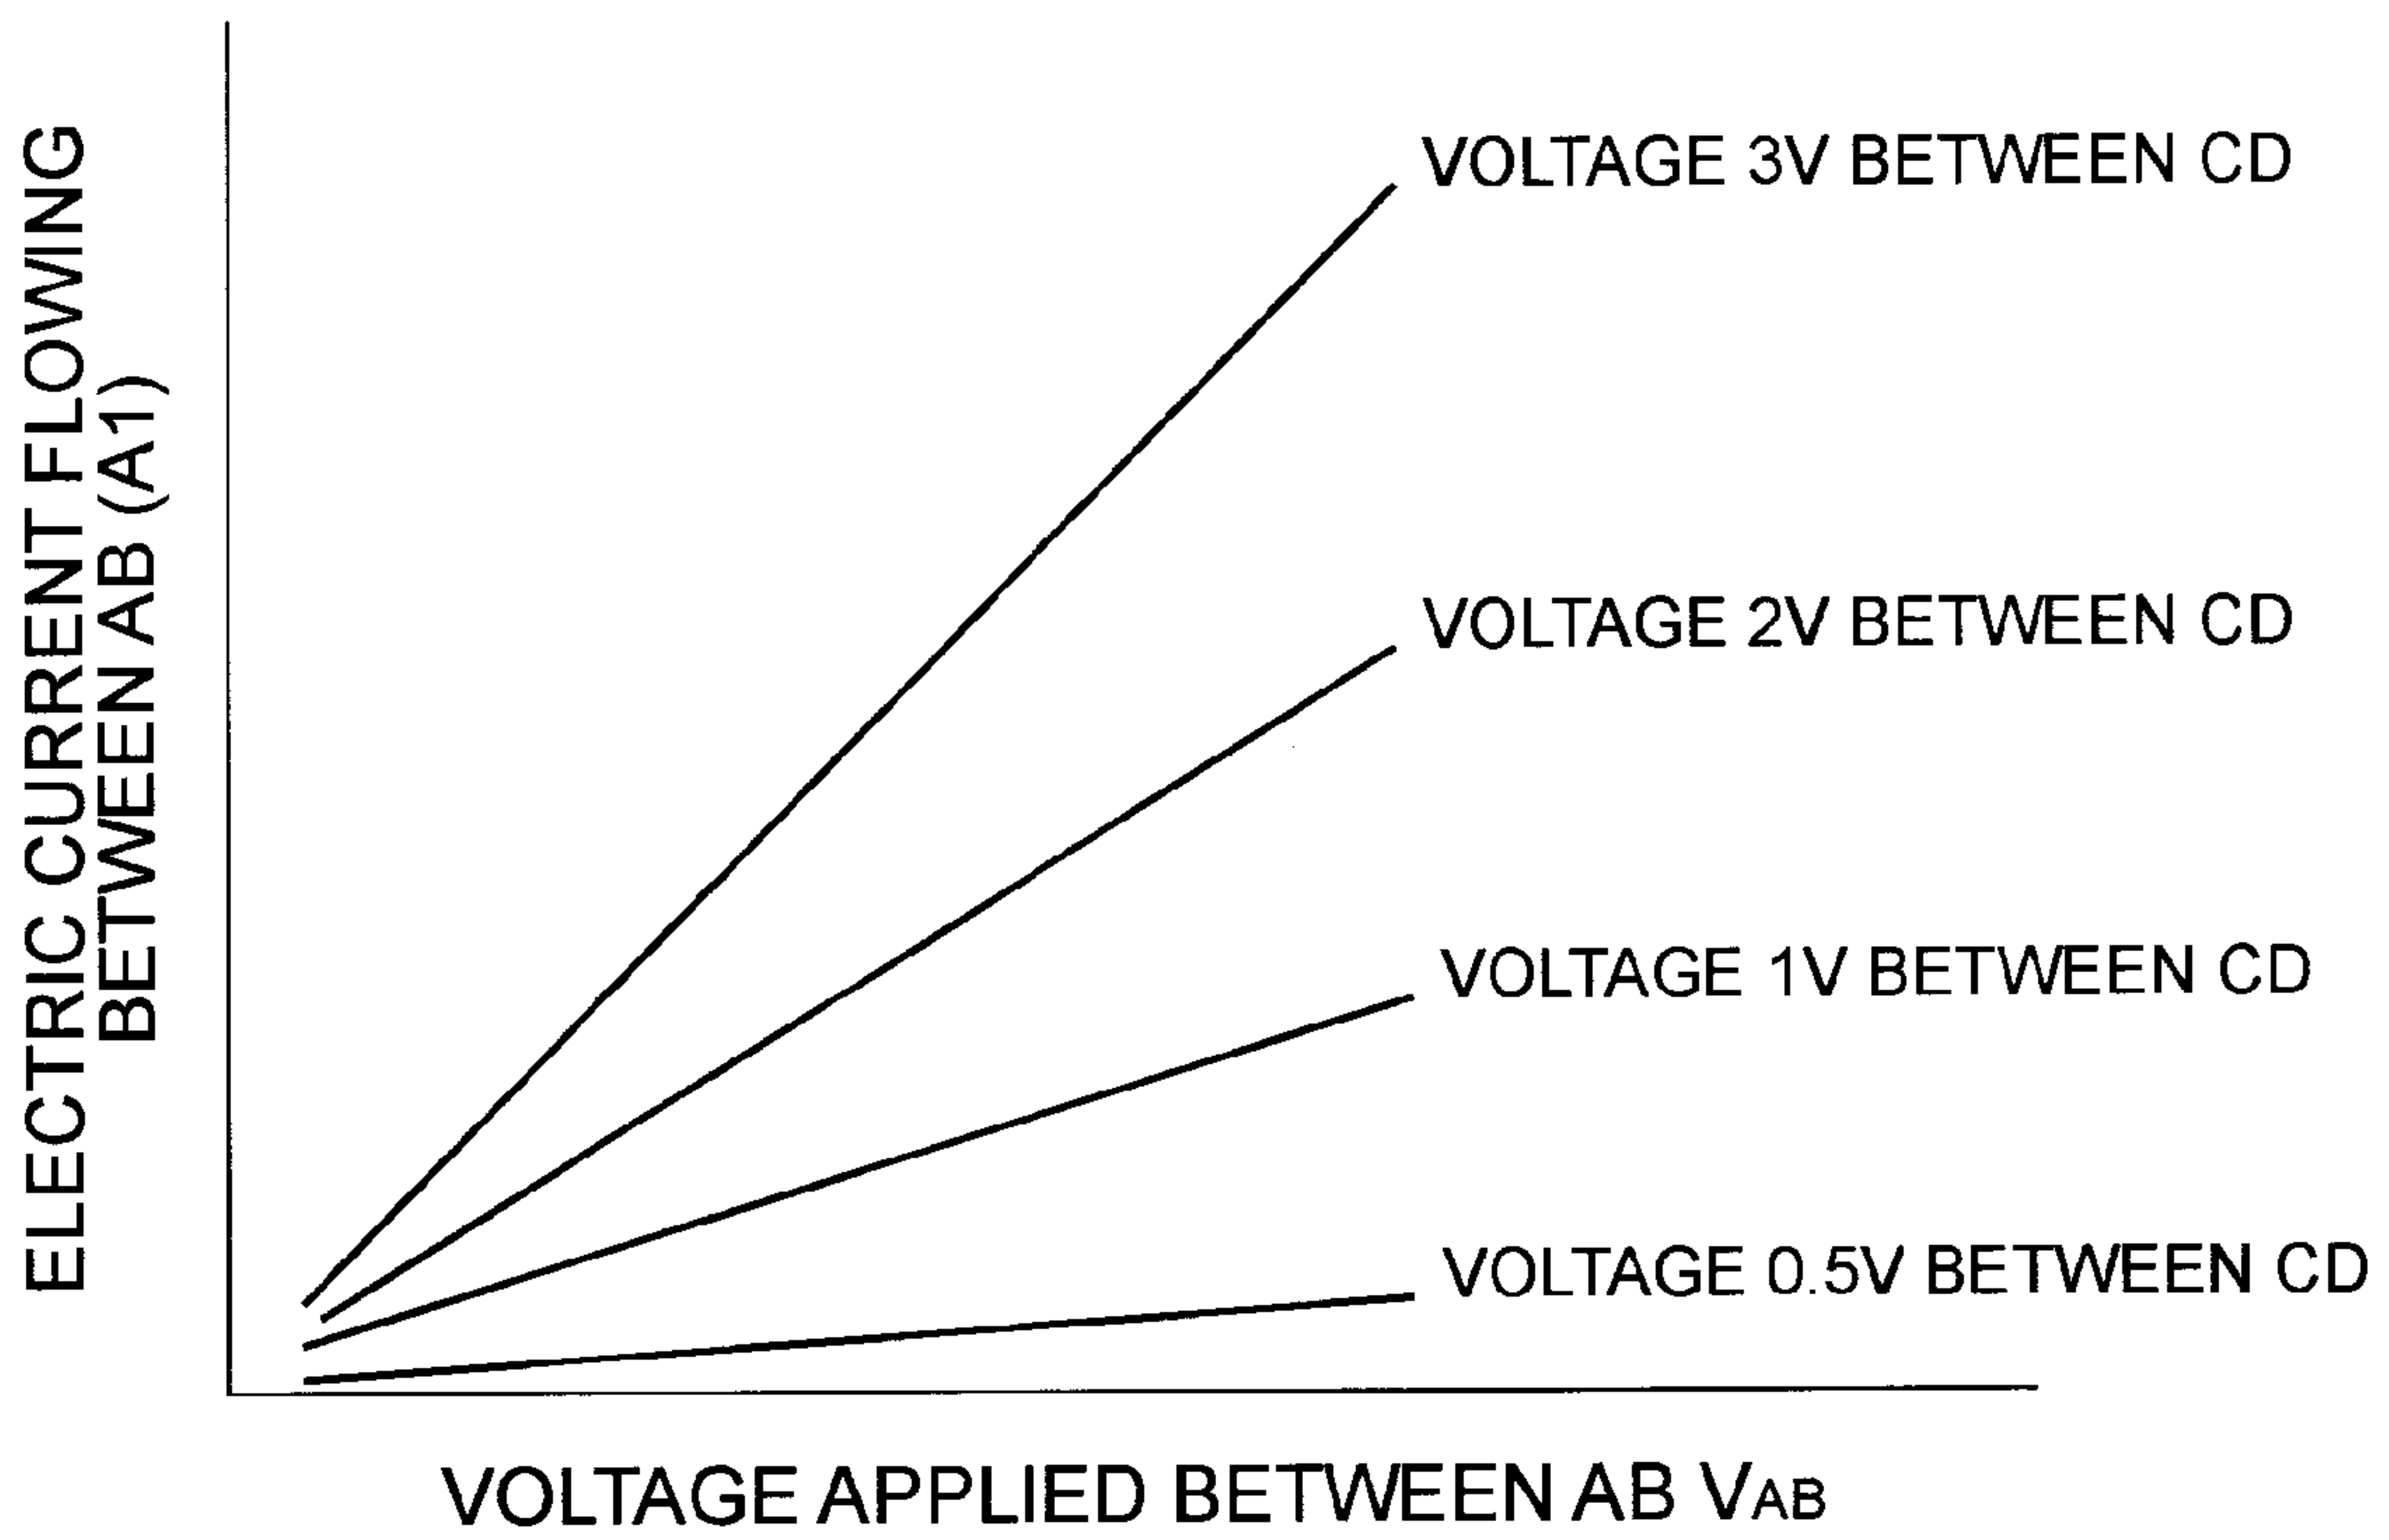 ELECTRIC CURRENT FLOWING
BETWEEN AB (A1)
VOLTAGE 3V BETWEEN CD
VOLTAGE 2V BETWEEN CD
VOLTAGE 1V BETWEEN CD
VOLTAGE 0.5V BETWEEN CD
VOLTAGE APPLIED BETWEEN AB VAB